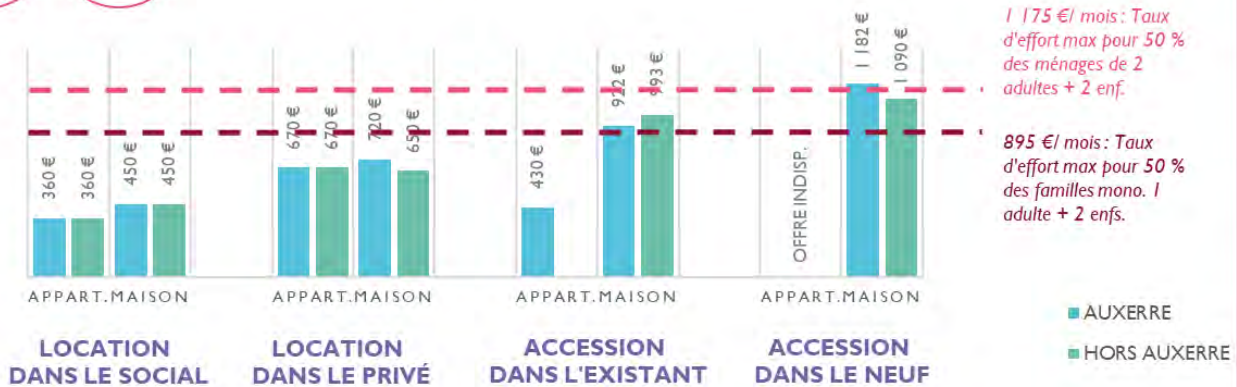 1 175 €/ mois : Taux
d'effort max pour 50 %
des ménages de 2
adultes + 2 enf.
895 €/ mois : Taux
d'effort max pour 50 %
des familles mono. 1
adulte + 2 enfs.
360 €
360 €
450 €
450 €
670 €
670 €
720 €
650 €
430 €
922 €
993 €
OFFRE INDISP.
1 182 €
1 090 €
APPART. MAISON
APPART. MAISON
APPART. MAISON
APPART. MAISON
LOCATION
DANS LE SOCIAL
LOCATION
DANS LE PRIVÉ
ACCESSION
DANS L'EXISTANT
ACCESSION
DANS LE NEUF
AUXERRE
HORS AUXERRE